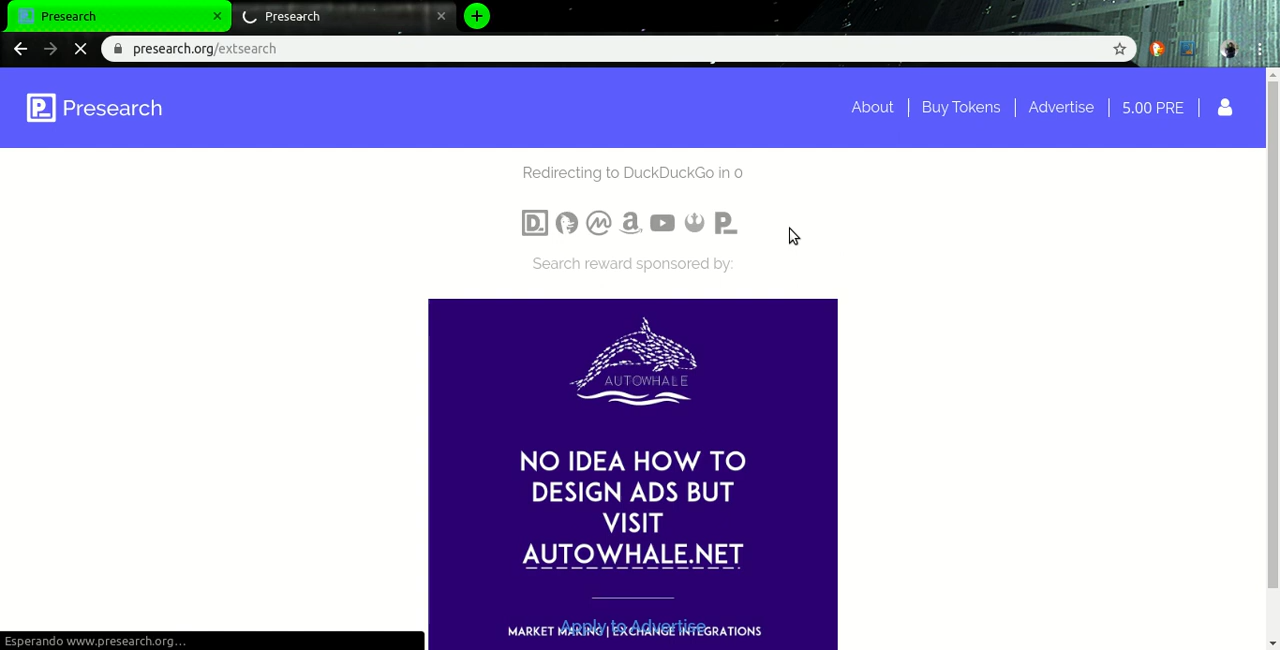 Presearch
Presearch
presearch.org/extsearch
P Presearch
About
Buy Tokens
Advertise
5.00 PRE
Redirecting to DuckDuckGo in 0
Search reward sponsored by:
AUTOWHALE
NO IDEA HOW TO
DESIGN ADS BUT
VISIT
AUTOWHALE.NET
Apply to Advertise
MARKET MAKING | EXCHANGE INTEGRATIONS
Esperando www.presearch.org…